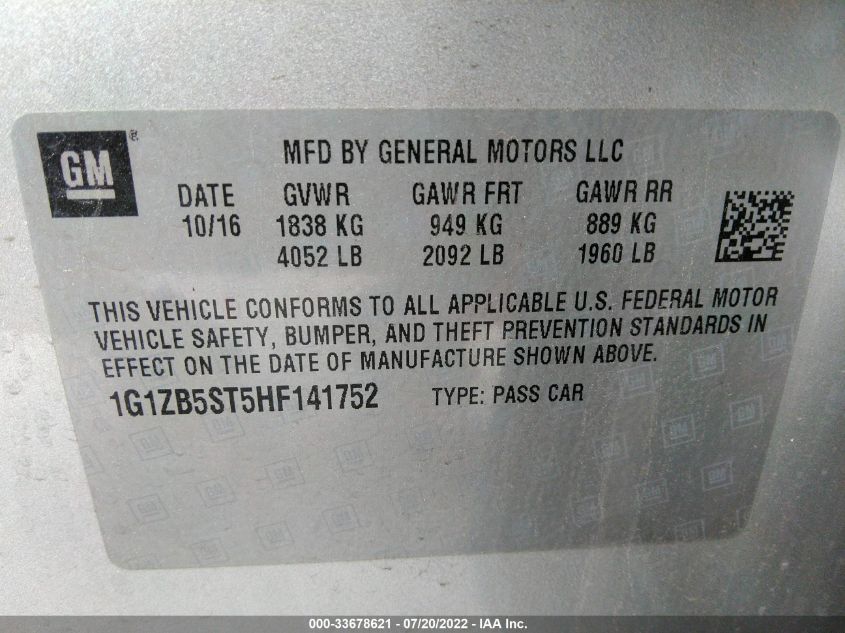 GM ®
MFD BY GENERAL MOTORS LLC
DATE GVWR GAWR FRT GAWR RR
10/16 1838 KG 949 KG 889 KG
4052 LB 2092 LB 1960 LB
THIS VEHICLE CONFORMS TO ALL APPLICABLE U.S. FEDERAL MOTOR
VEHICLE SAFETY, BUMPER, AND THEFT PREVENTION STANDARDS IN
EFFECT ON THE DATE OF MANUFACTURE SHOWN ABOVE.
1G1ZB5ST5HF141752 TYPE: PASS CAR
000-33678621 - 07/20/2022 - IAA Inc.